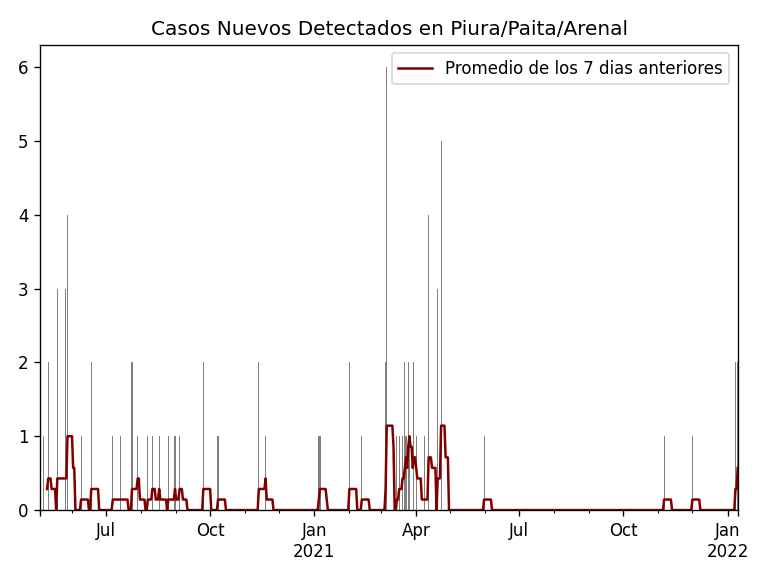 Casos Nuevos Detectados en Piura/Paita/Arenal
Promedio de los 7 dias anteriores
6
5
4
3
2
1
0
Jul
Oct
Jan
2021
Apr
Jul
Oct
Jan
2022